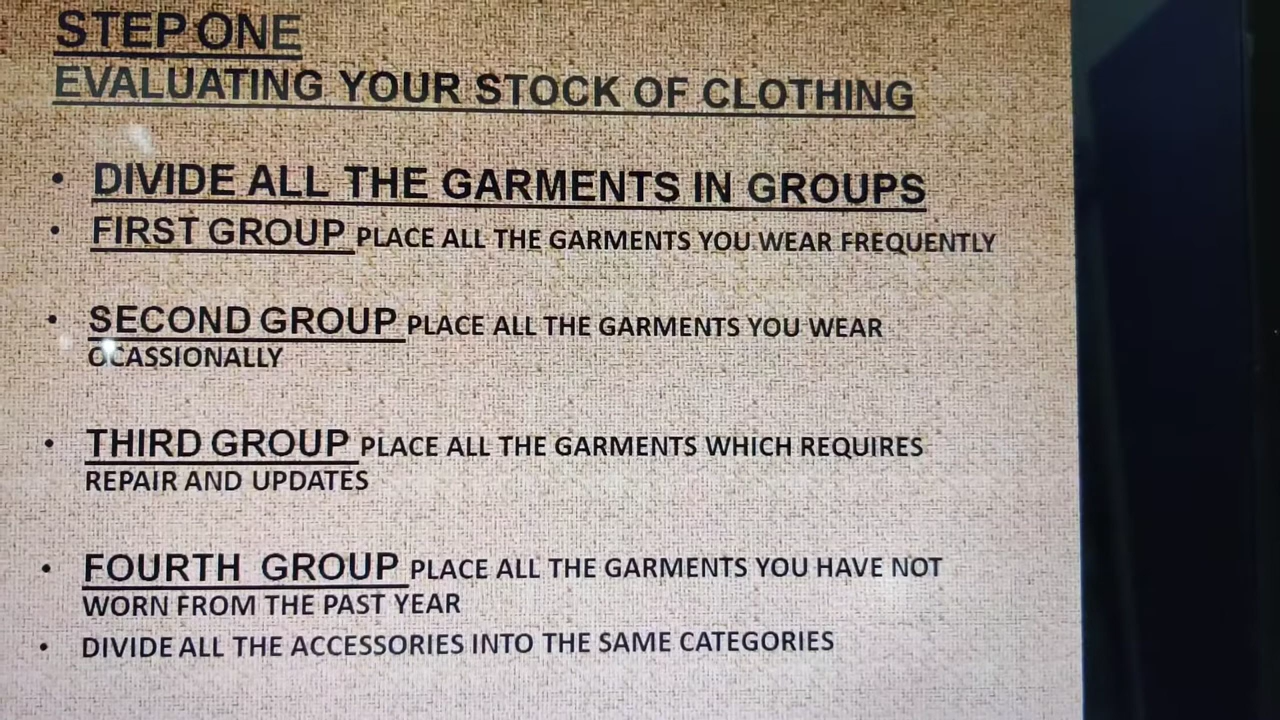 STEP ONE
EVALUATING YOUR STOCK OF CLOTHING
• DIVIDE ALL THE GARMENTS IN GROUPS
• FIRST GROUP PLACE ALL THE GARMENTS YOU WEAR FREQUENTLY
• SECOND GROUP PLACE ALL THE GARMENTS YOU WEAR
OCASSIONALLY
• THIRD GROUP PLACE ALL THE GARMENTS WHICH REQUIRES
REPAIR AND UPDATES
• FOURTH GROUP PLACE ALL THE GARMENTS YOU HAVE NOT
WORN FROM THE PAST YEAR
• DIVIDE ALL THE ACCESSORIES INTO THE SAME CATEGORIES